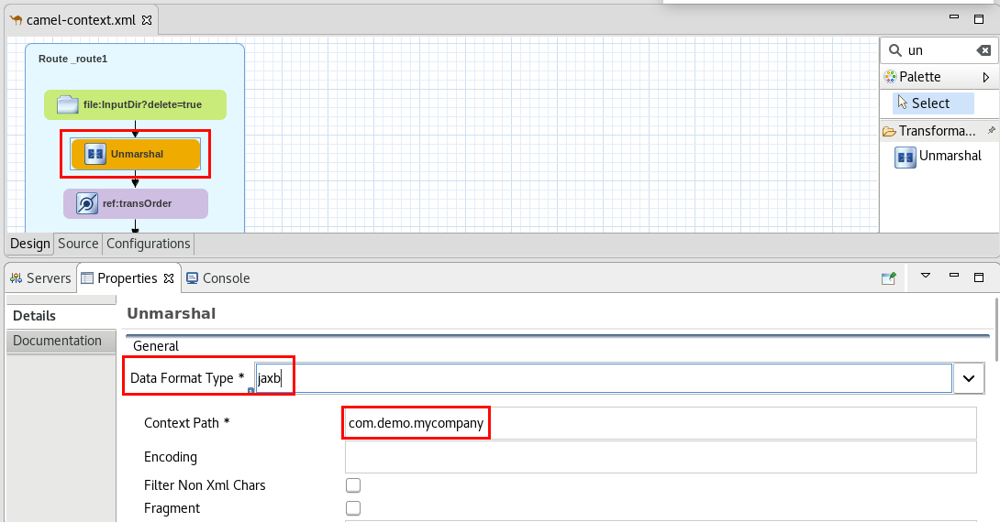 camel-context.xml
Route _route1
file:InputDir?delete=true
Unmarshal
ref:transOrder
un
Palette
Select
Transforma...
Unmarshal
Design Source Configurations
Servers Properties Console
Details
Documentation
Unmarshal
General
Data Format Type * jaxb
Context Path * com.demo.mycompany
Encoding
Filter Non Xml Chars
Fragment